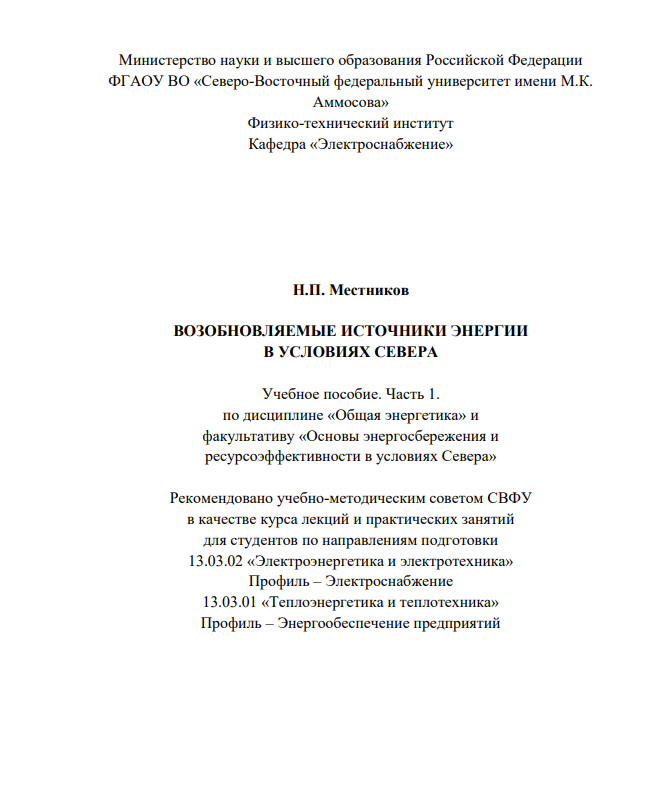 Министерство науки и высшего образования Российской Федерации
ФГАОУ ВО «Северо-Восточный федеральный университет имени М.К.
Аммосова»
Физико-технический институт
Кафедра «Электроснабжение»
Н.П. Местников
ВОЗОБНОВЛЯЕМЫЕ ИСТОЧНИКИ ЭНЕРГИИ
В УСЛОВИЯХ СЕВЕРА
Учебное пособие. Часть 1.
по дисциплине «Общая энергетика» и
факультативу «Основы энергосбережения и
ресурсоэффективности в условиях Севера»
Рекомендовано учебно-методическим советом СВФУ
в качестве курса лекций и практических занятий
для студентов по направлениям подготовки
13.03.02 «Электроэнергетика и электротехника»
Профиль – Электроснабжение
13.03.01 «Теплоэнергетика и теплотехника»
Профиль – Энергообеспечение предприятий